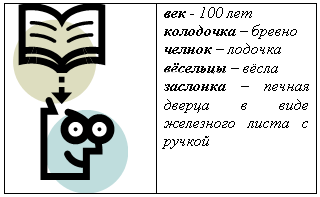 век - 100 лет
колодочка – бревно
челнок – лодочка
вёсельцы – вёсла
заслонка – печная
дверца в виде
железного листа с
ручкой